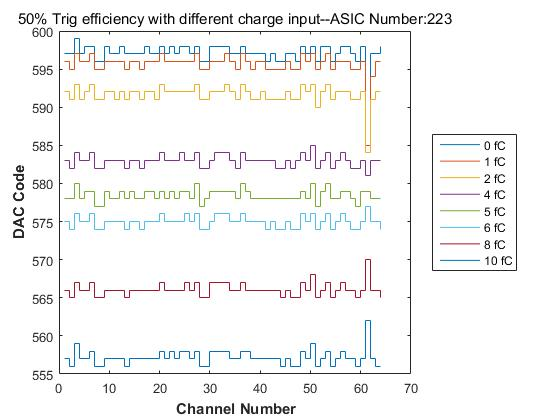 50% Trig efficiency with different charge input--ASIC Number:223
600
595
590
585
580
575
570
565
560
555
DAC Code
0
10
20
30
40
50
60
70
Channel Number
0 fC
1 fC
2 fC
4 fC
5 fC
6 fC
8 fC
10 fC